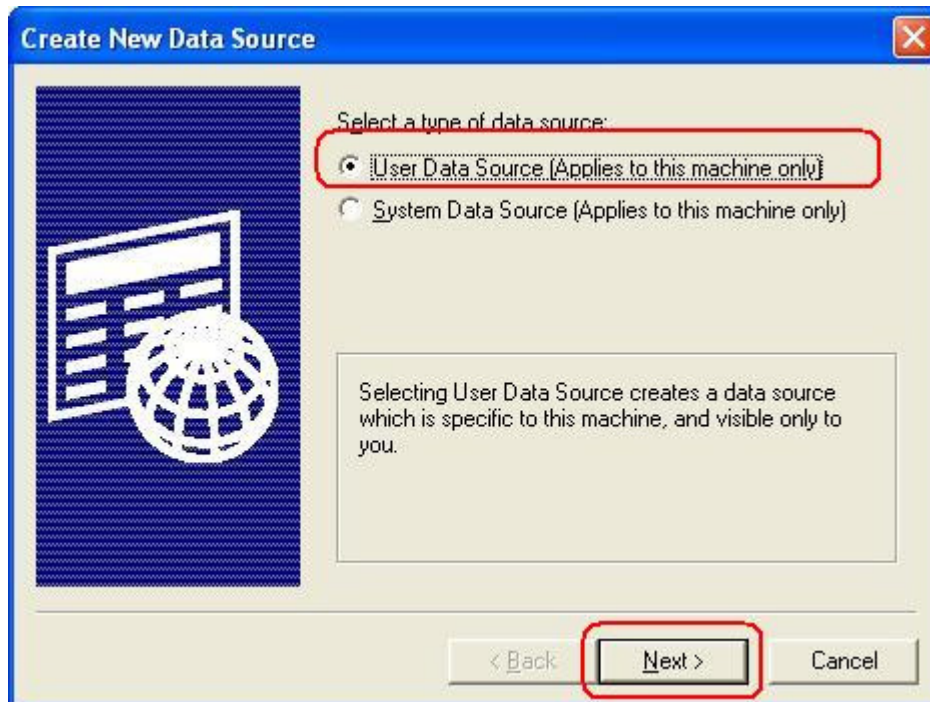 Create New Data Source
Select a type of data source:
User Data Source (Applies to this machine only)
System Data Source (Applies to this machine only)
Selecting User Data Source creates a data source
which is specific to this machine, and visible only to
you.
< Back
Next >
Cancel